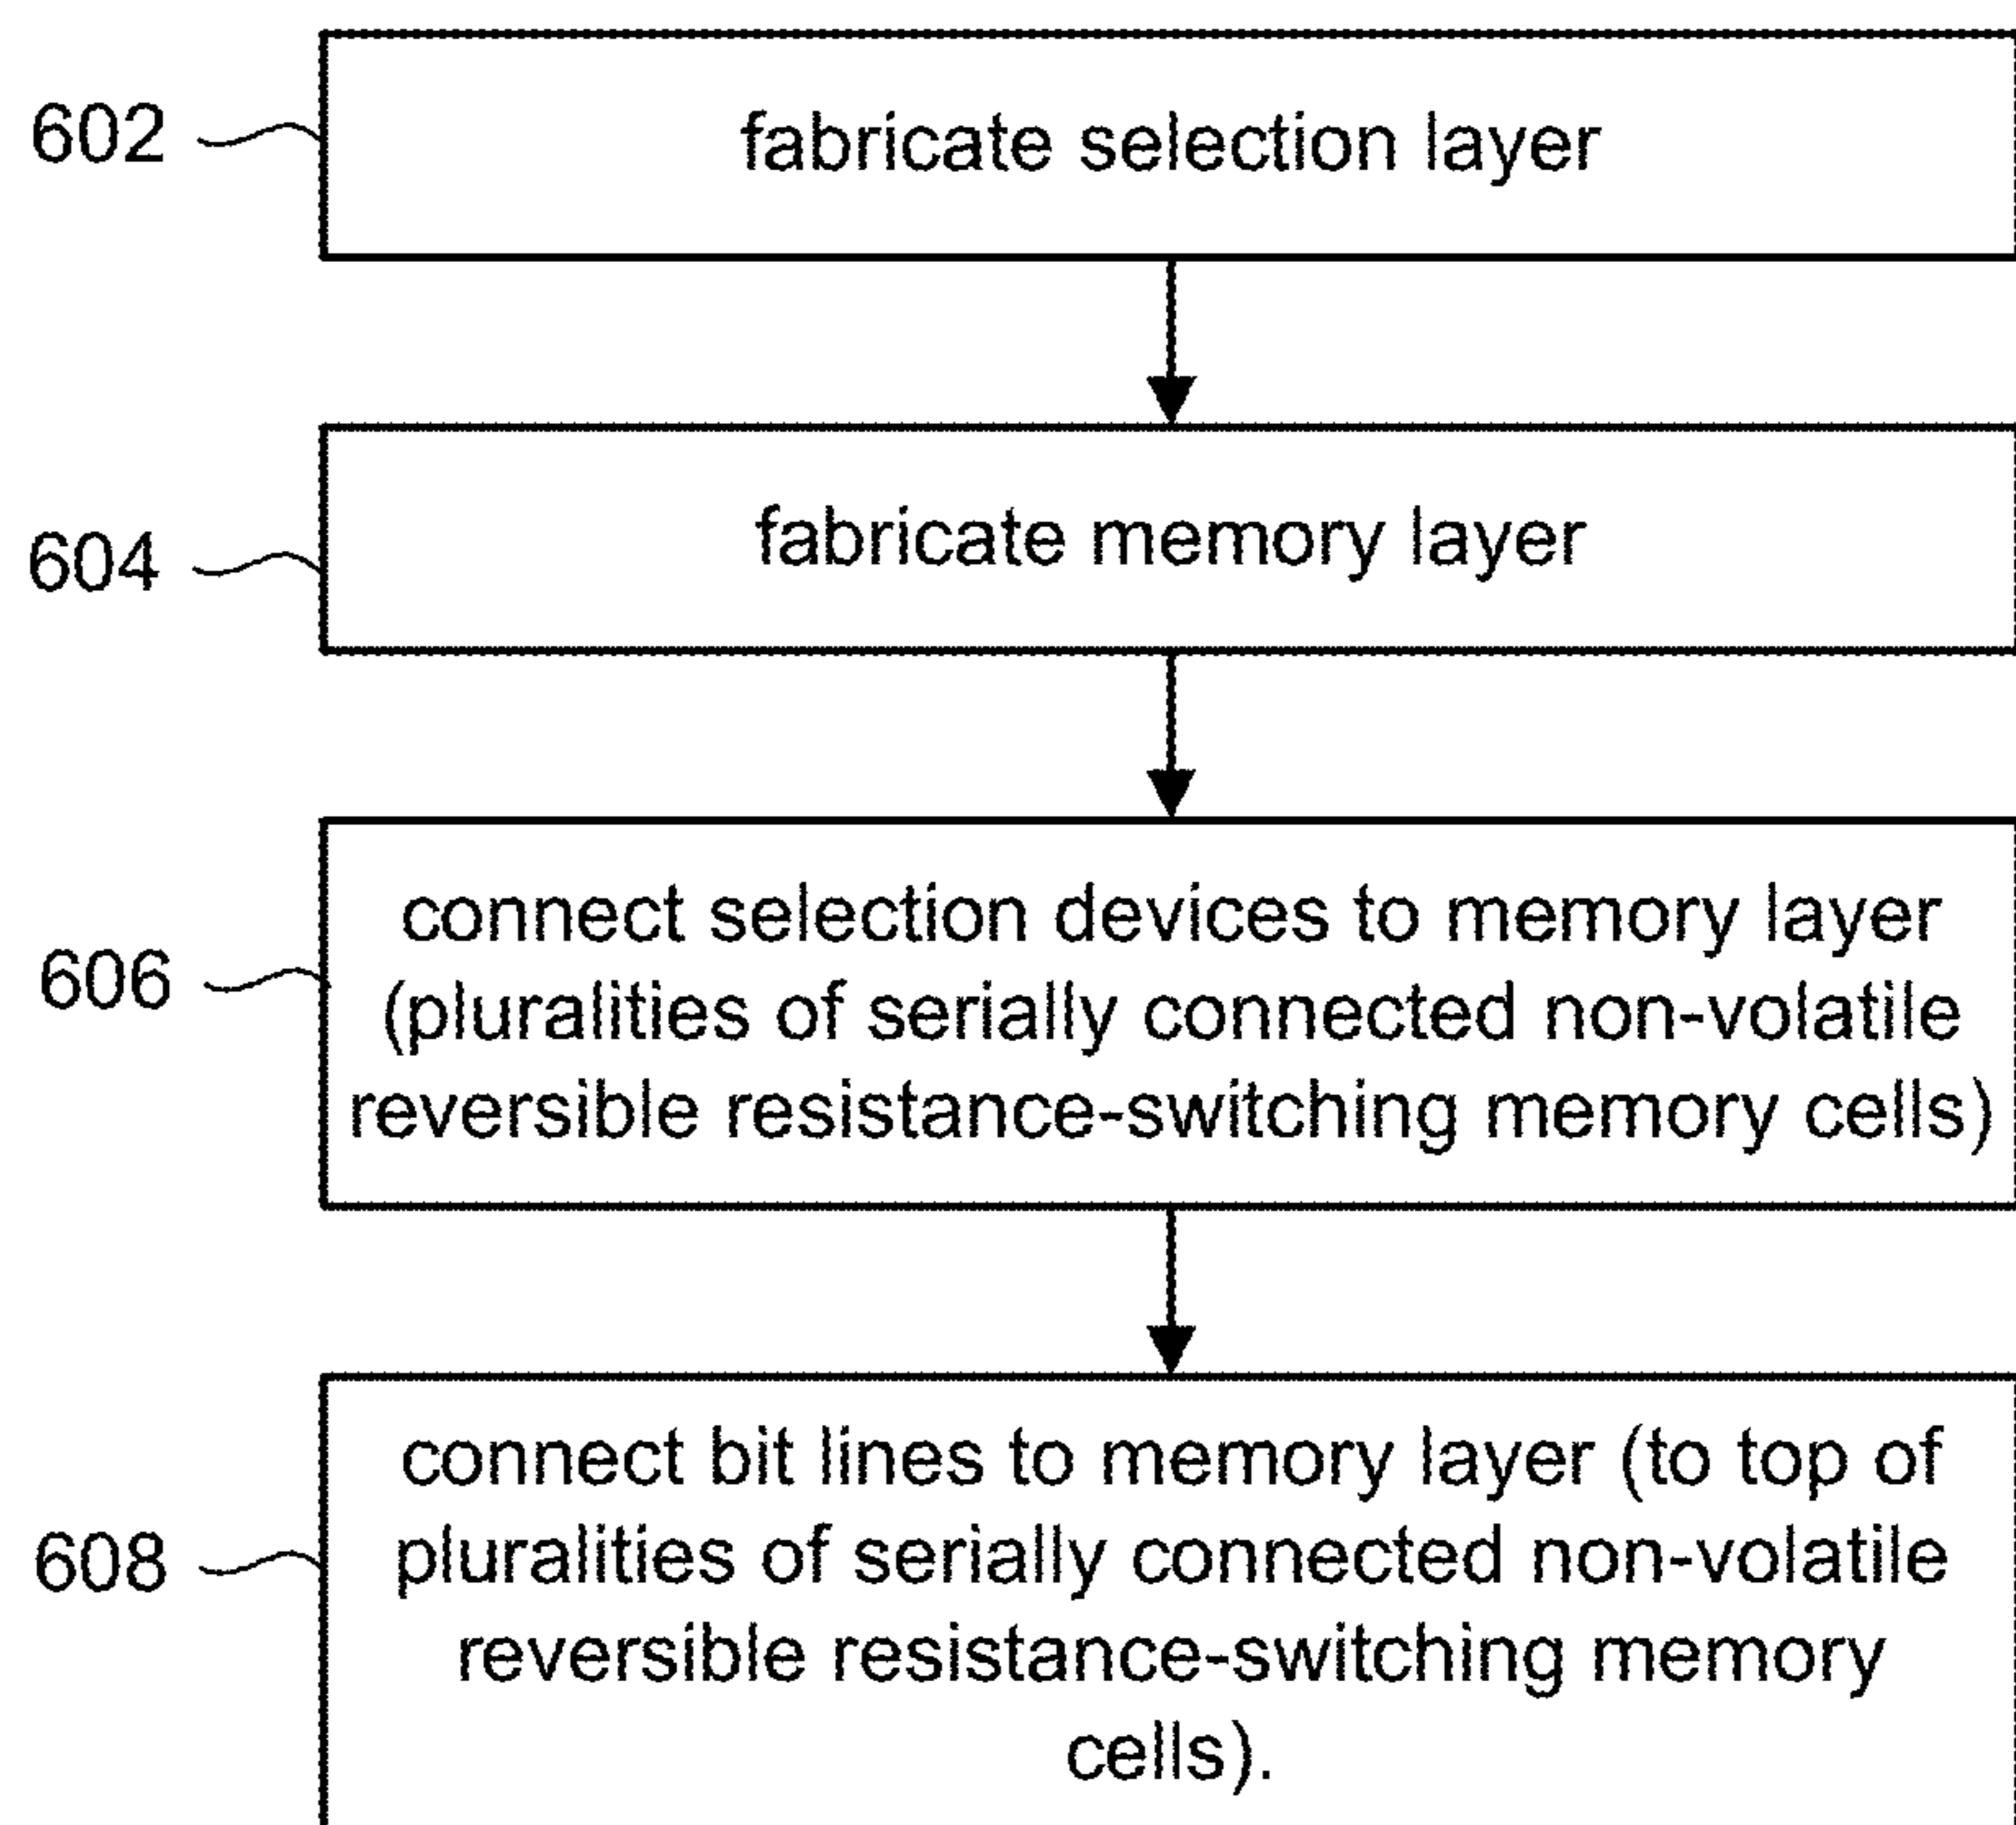 602
fabricate selection layer
604
fabricate memory layer
606
connect selection devices to memory layer
(pluralities of serially connected non-volatile
reversible resistance-switching memory cells)
608
connect bit lines to memory layer (to top of
pluralities of serially connected non-volatile
reversible resistance-switching memory
cells).